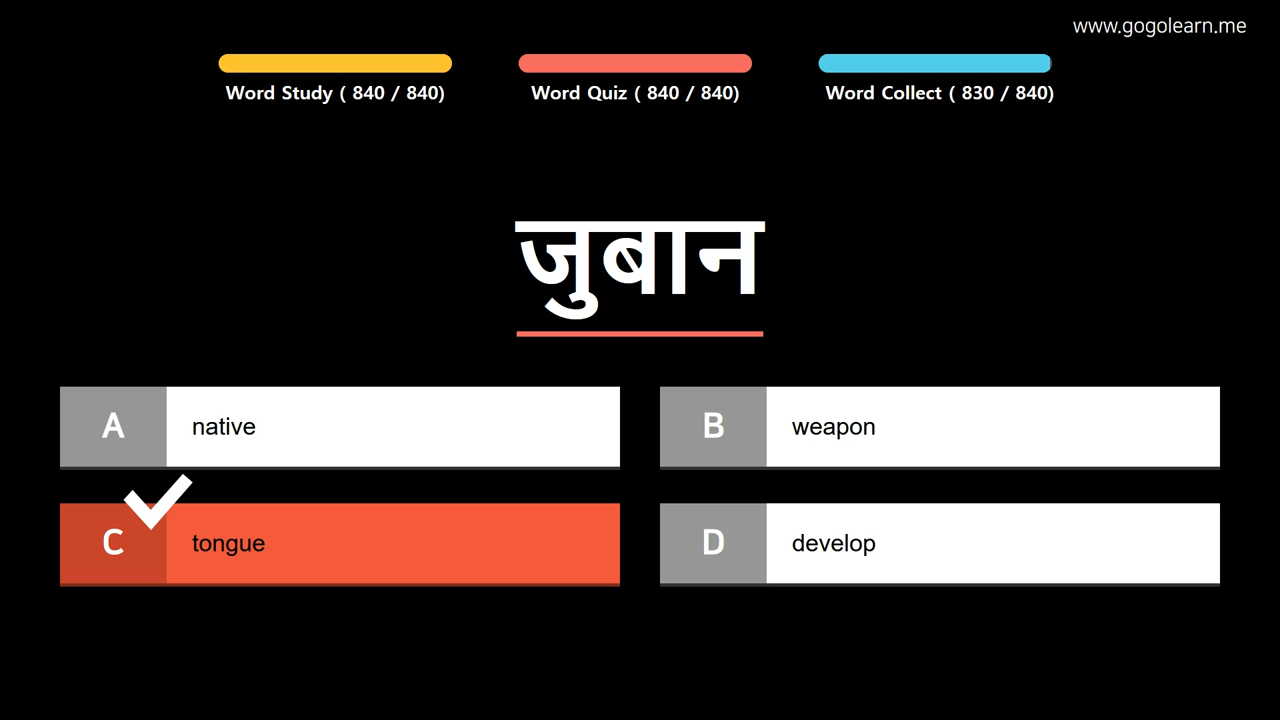 www.gogolearn.me
Word Study ( 840 / 840)
Word Quiz ( 840 / 840)
Word Collect ( 830 / 840)
जुबान
A native
B weapon
C tongue
D develop